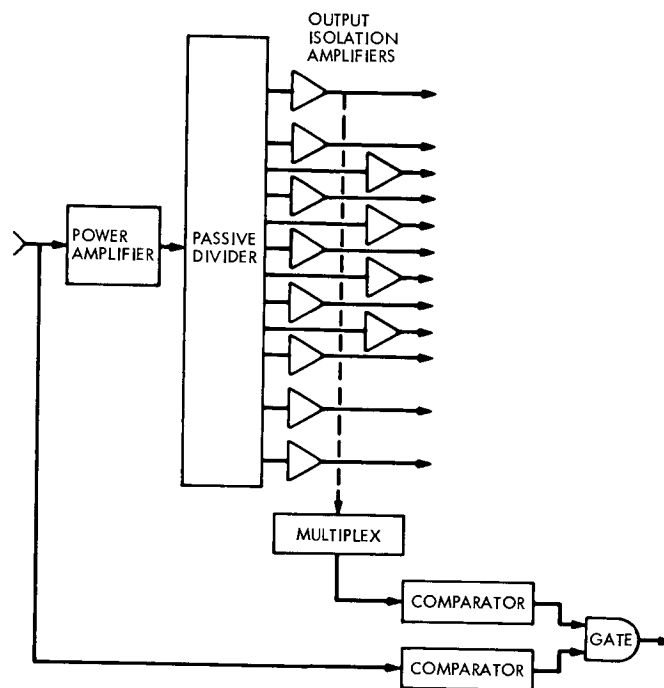 OUTPUT
ISOLATION
AMPLIFIERS
POWER
AMPLIFIER
PASSIVE
DIVIDER
MULTIPLEX
COMPARATOR
GATE
COMPARATOR